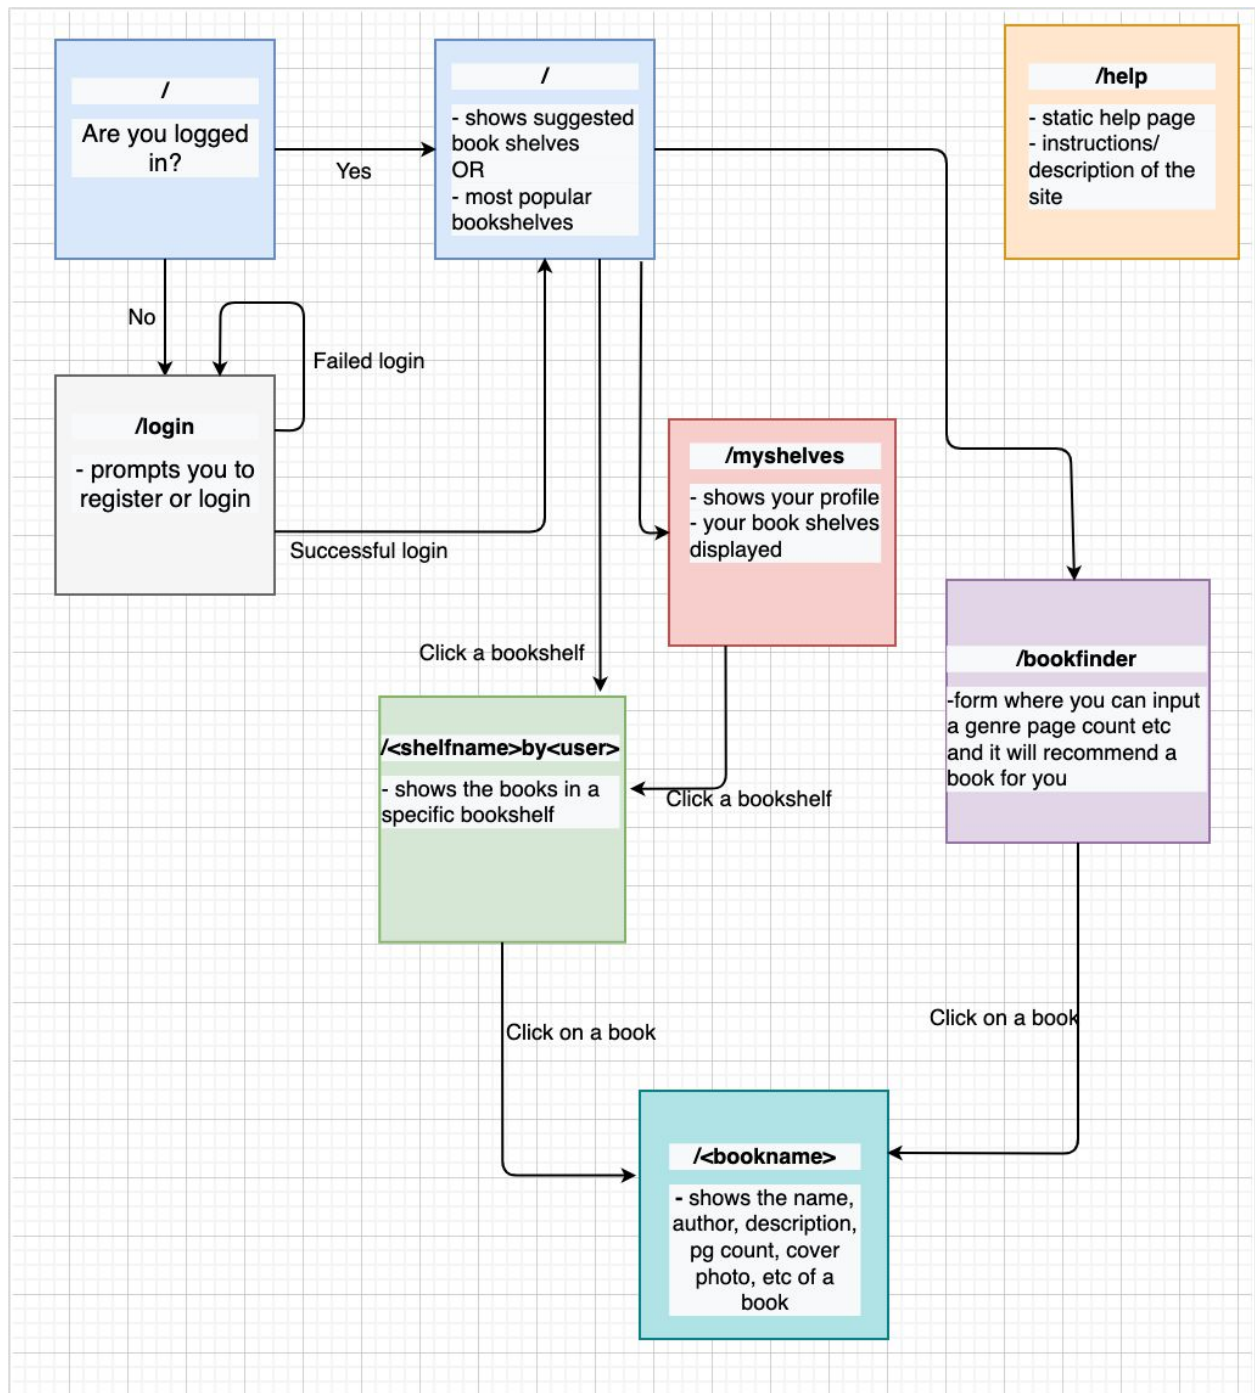 /
Are you logged
in?
Yes
/
- shows suggested
book shelves
OR
- most popular
bookshelves
/help
- static help page
- instructions/
description of the
site
No
Failed login
/login
- prompts you to
register or login
Successful login
/myshelves
- shows your profile
- your book shelves
displayed
Click a bookshelf
/<shelfname>by<user>
- shows the books in a
specific bookshelf
Click a bookshelf
/bookfinder
-form where you can input
a genre page count etc
and it will recommend a
book for you
Click on a book
Click on a book
/<bookname>
- shows the name,
author, description,
pg count, cover
photo, etc of a
book